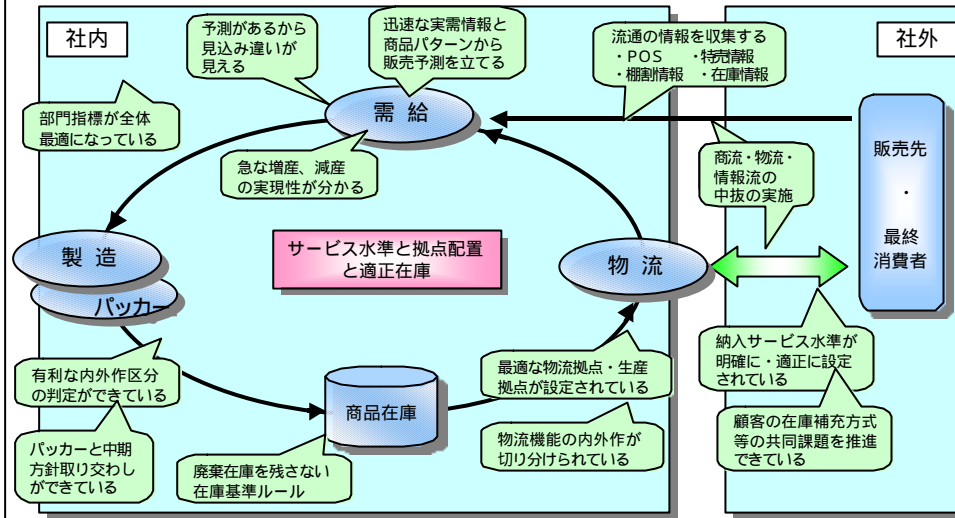 社内
予測があるから
見込み違いが
見える
迅速な実需情報と
商品パターンから
販売予測を立てる
流通の情報を収集する
・POS ・特売情報
・棚割情報 ・在庫情報
社外
部門指標が全体
最適になっている
需 給
急な増産、減産
の実現性が分かる
商流・物流・
情報流の
中抜の実施
販売先
・
最終
消費者
製 造
パッカー
サービス水準と拠点配置
と適正在庫
物 流
有利な内外作区分
の判定ができている
商品在庫
最適な物流拠点・生産
拠点が設定されている
納入サービス水準が
明確に・適正に設定
されている
パッカーと中期
方針取り交わし
ができている
廃棄在庫を残さない
在庫基準ルール
物流機能の内外作が
切り分けられている
顧客の在庫補充方式
等の共同課題を推進
できている